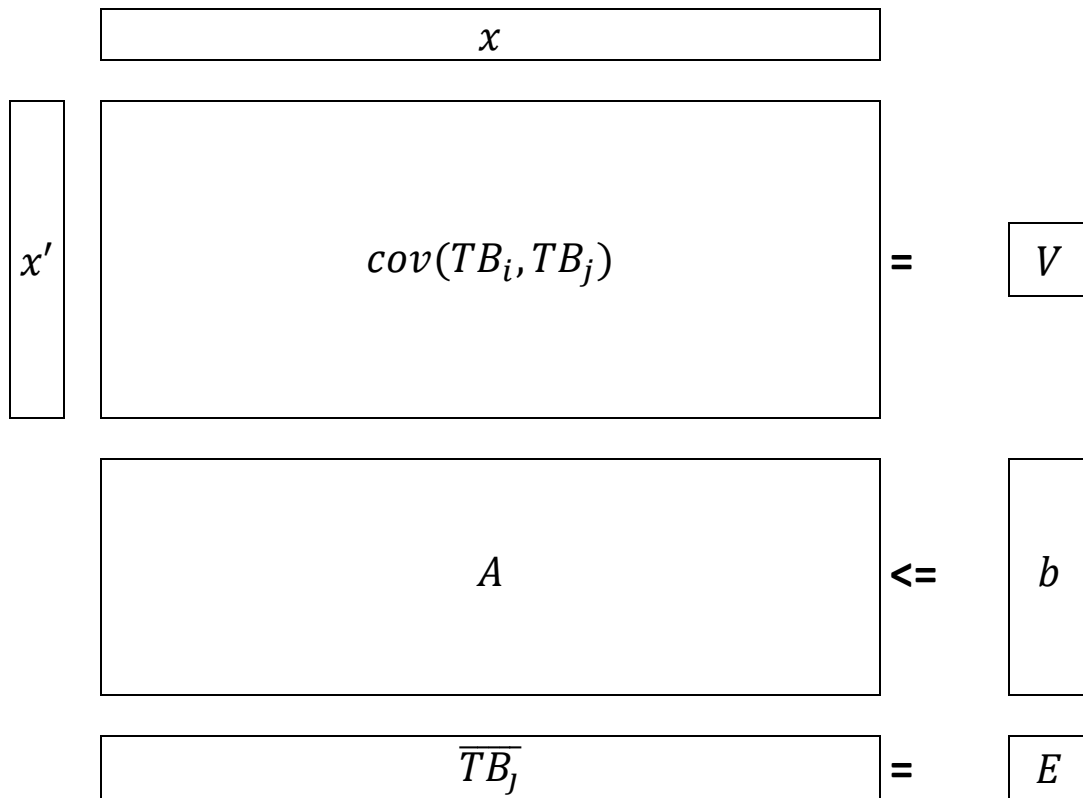 x
x′ cov(TB_i, TB_j) = V
A <= b
\overline{TB_J} = E